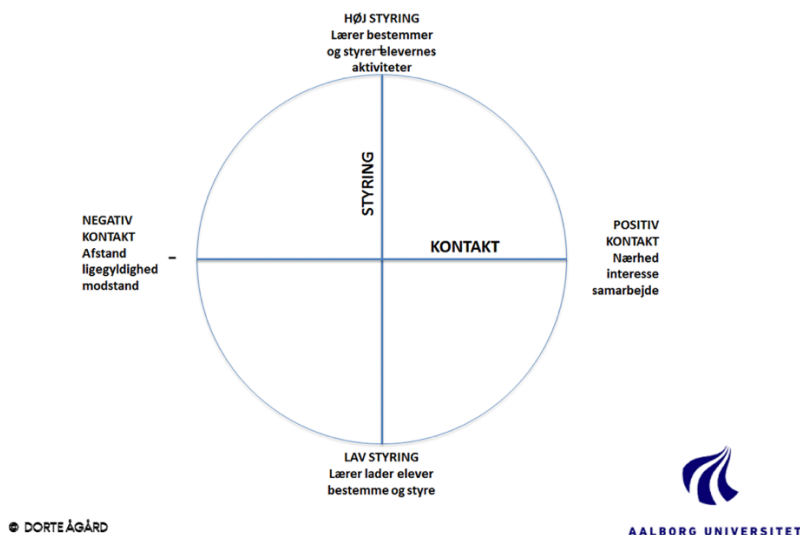 HØJ STYRING
Lærer bestemmer
og styrer elevernes
aktiviteter
STYRING
NEGATIV
KONTAKT
Afstand
ligegyldighed
modstand
-
KONTAKT
POSITIV
KONTAKT
Nærhed
interesse
samarbejde
LAV STYRING
Lærer lader elever
bestemme og styre
© DORTE ÅGÅRD
AALBORG UNIVERSITET